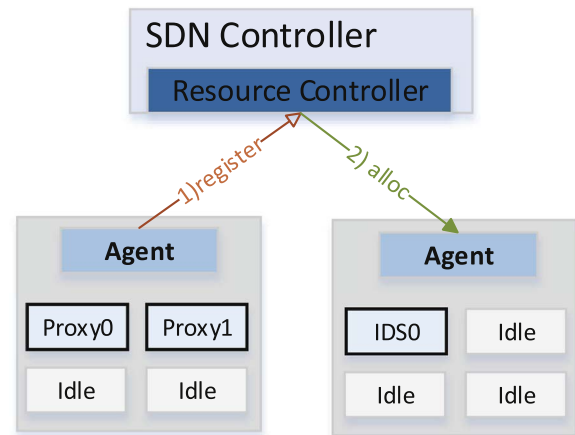 SDN Controller
Resource Controller
1)register
2) alloc
Agent
Proxy0 Proxy1
Idle Idle
Agent
IDS0 Idle
Idle Idle